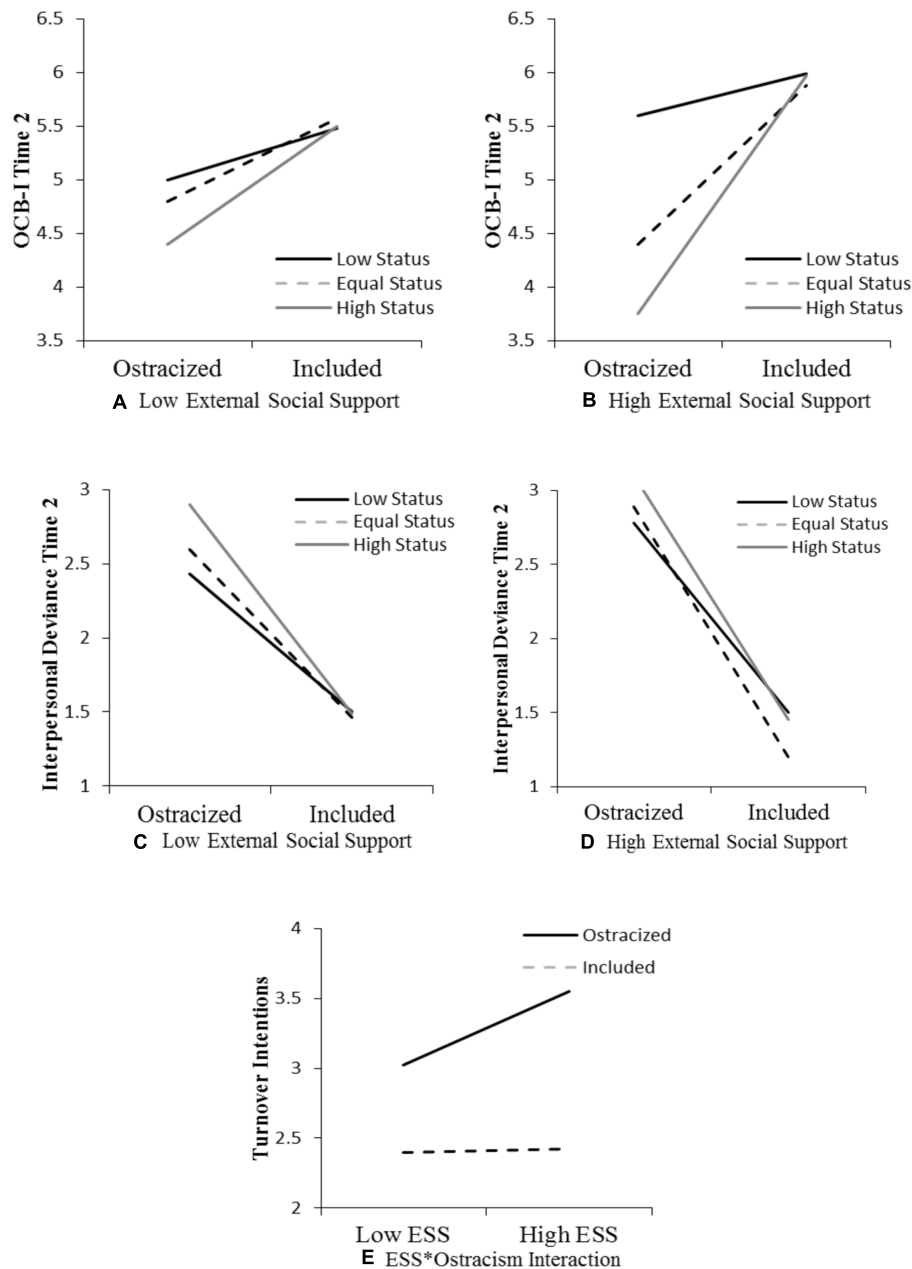 6.5
6
5.5
5
4.5
4
3.5
OCB-I Time 2
Low Status
Equal Status
High Status
Ostracized Included
A Low External Social Support
6.5
6
5.5
5
4.5
4
3.5
OCB-I Time 2
Low Status
Equal Status
High Status
Ostracized Included
B High External Social Support
3
2.5
2
1.5
1
Interpersonal Deviance Time 2
Low Status
Equal Status
High Status
Ostracized Included
C Low External Social Support
3
2.5
2
1.5
1
Interpersonal Deviance Time 2
Low Status
Equal Status
High Status
Ostracized Included
D High External Social Support
4
3.5
3
2.5
2
Turnover Intentions
Ostracized
Included
Low ESS High ESS
E ESS*Ostracism Interaction